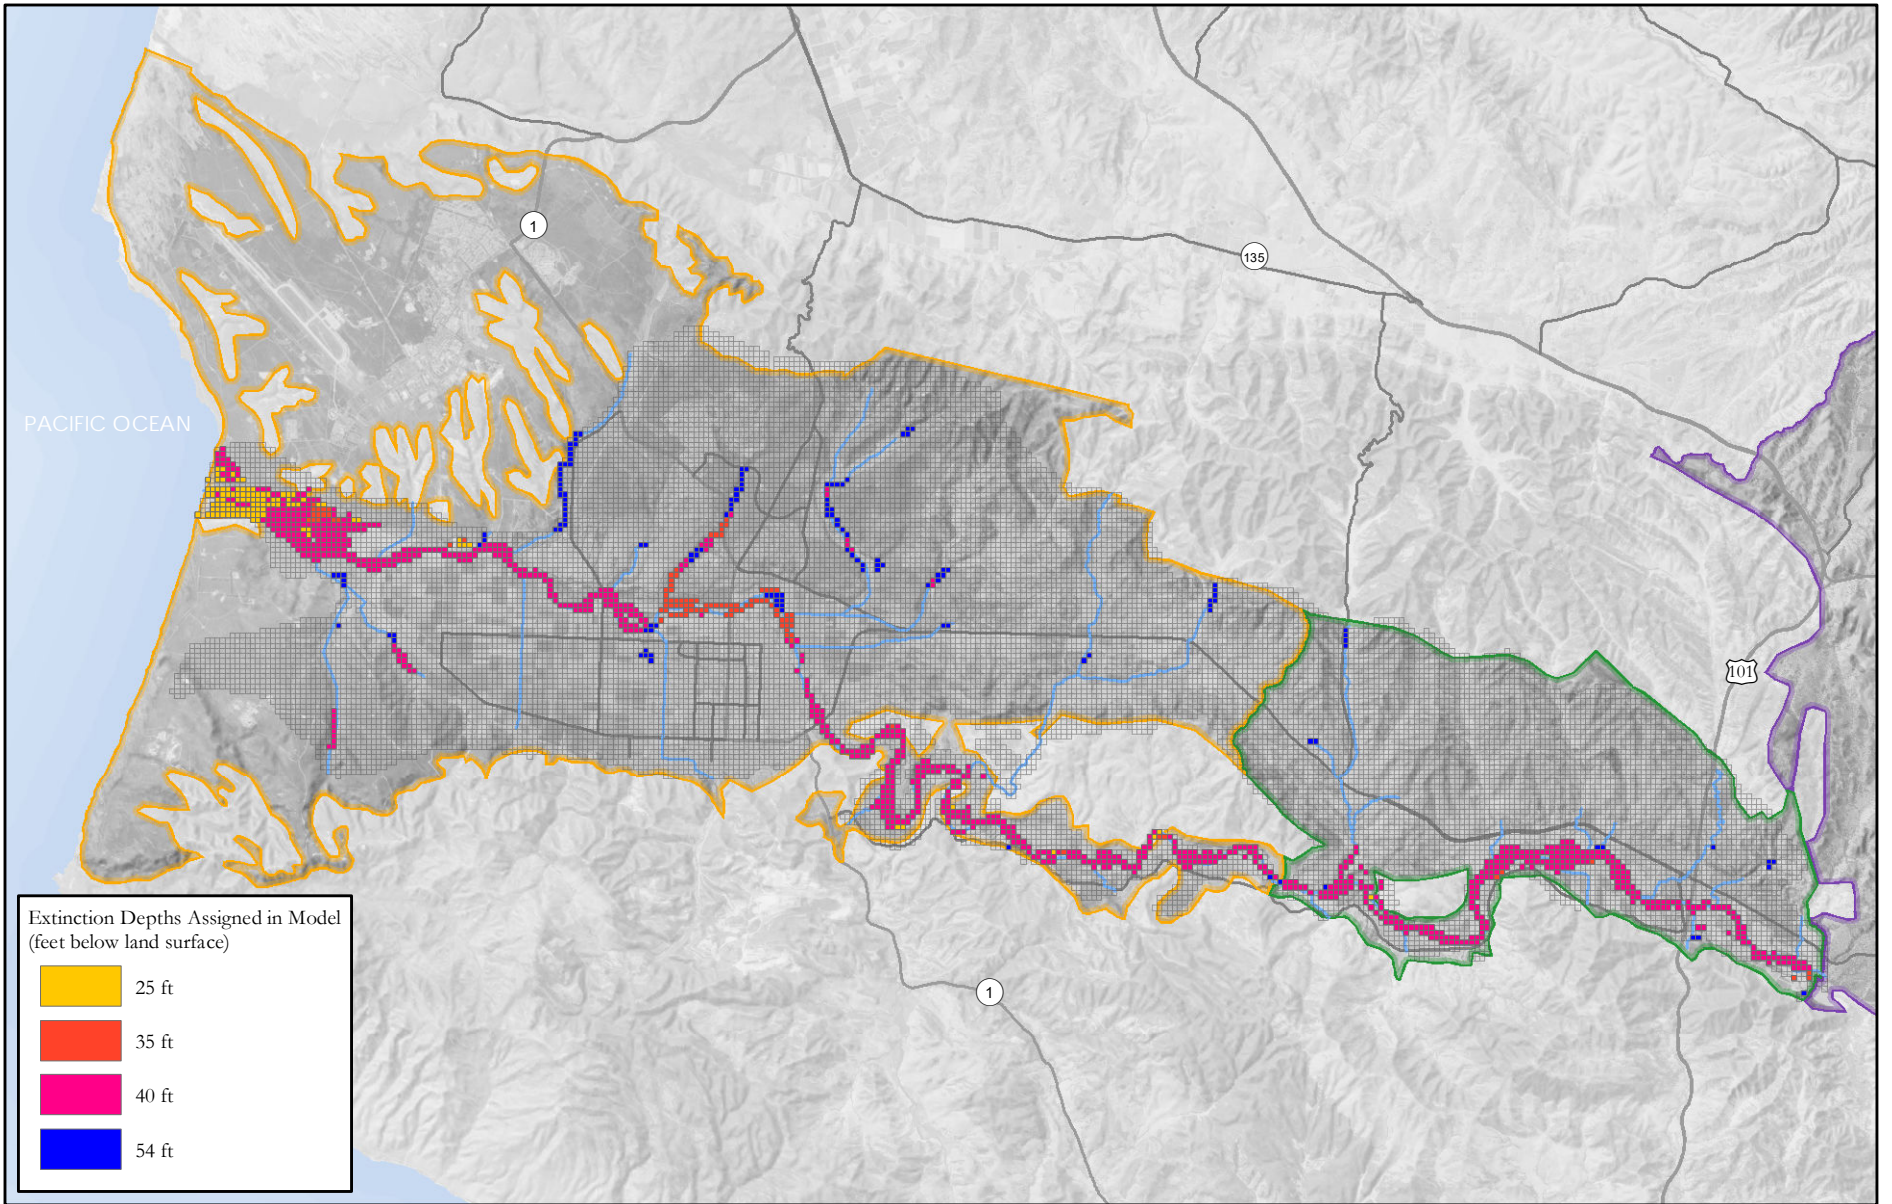 1
135
PACIFIC OCEAN
101
1
Extinction Depths Assigned in Model
(feet below land surface)
25 ft
35 ft
40 ft
54 ft